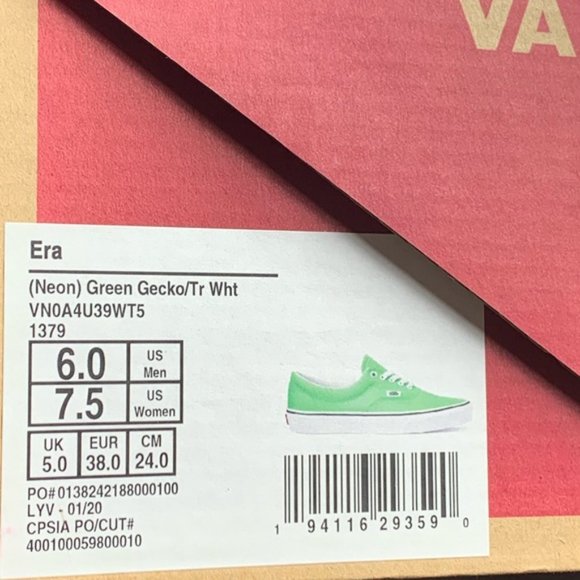 VA
Era
(Neon) Green Gecko/Tr Wht
VN0A4U39WT5
1379
6.0 US Men
7.5 US Women
UK EUR CM
5.0 38.0 24.0
PO# 0138242188000100
LYV - 01/20
CPSIA PO/CUT#
400100059800010
1 94116 29359 0